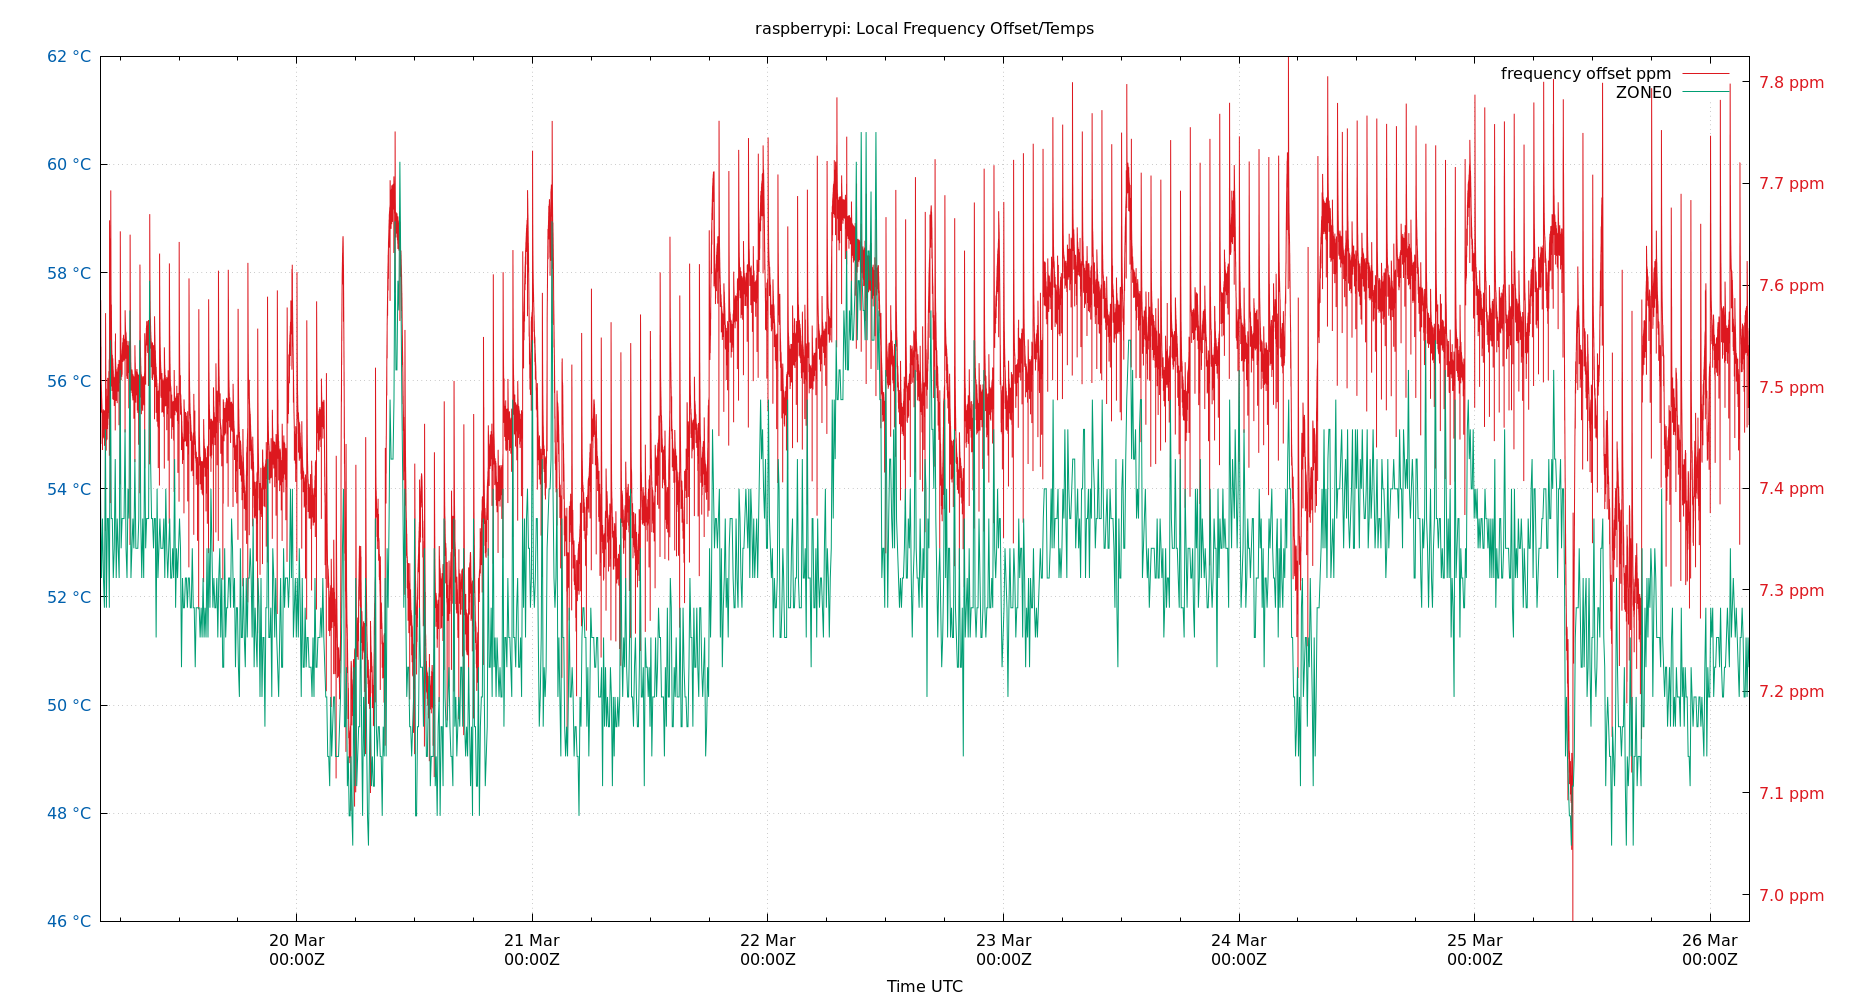 raspberrypi: Local Frequency Offset/Temps
62 °C
60 °C
58 °C
56 °C
54 °C
52 °C
50 °C
48 °C
46 °C
frequency offset ppm
ZONE0
7.8 ppm
7.7 ppm
7.6 ppm
7.5 ppm
7.4 ppm
7.3 ppm
7.2 ppm
7.1 ppm
7.0 ppm
20 Mar
00:00Z
21 Mar
00:00Z
22 Mar
00:00Z
23 Mar
00:00Z
24 Mar
00:00Z
25 Mar
00:00Z
26 Mar
00:00Z
Time UTC